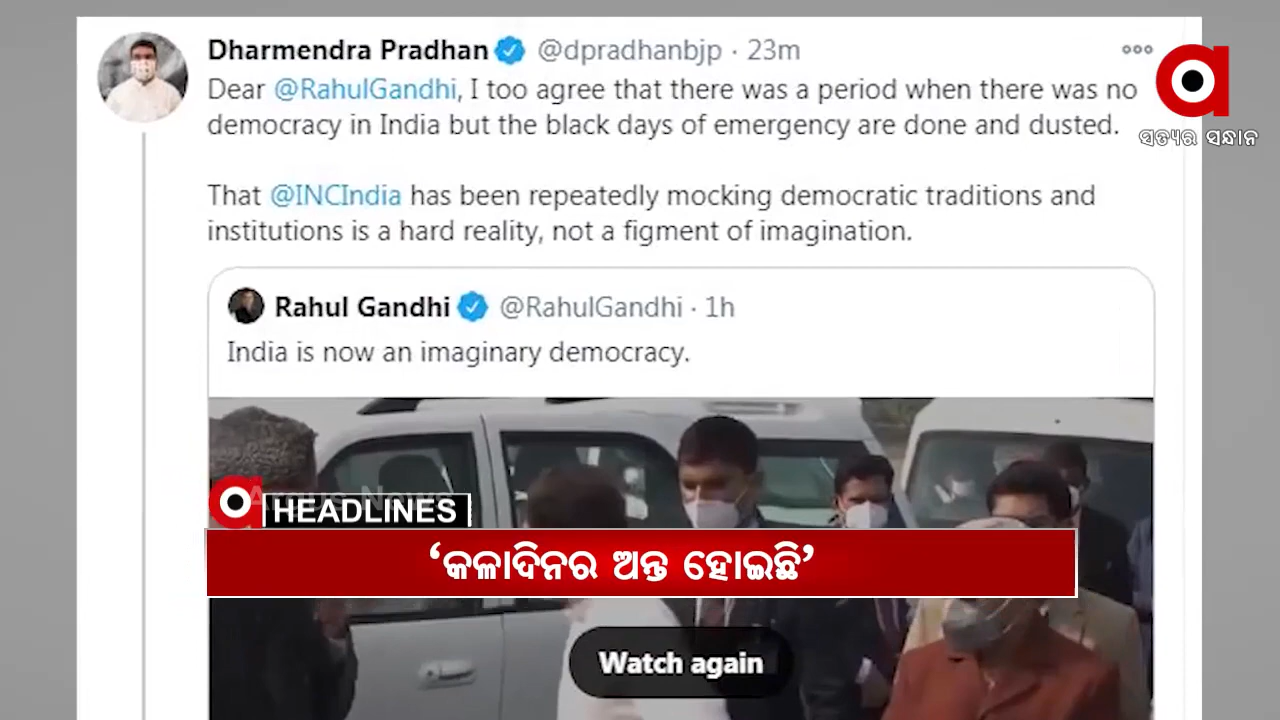 Dharmendra Pradhan @dpradhanbjp · 23m
Dear @RahulGandhi, I too agree that there was a period when there was no
democracy in India but the black days of emergency are done and dusted.
ସତ୍ୟର ସନ୍ଧାନ
That @INCIndia has been repeatedly mocking democratic traditions and
institutions is a hard reality, not a figment of imagination.
Rahul Gandhi @RahulGandhi · 1h
India is now an imaginary democracy.
HEADLINES
‘କଳାଦିନର ଅନ୍ତ ହୋଇଛି’
Watch again